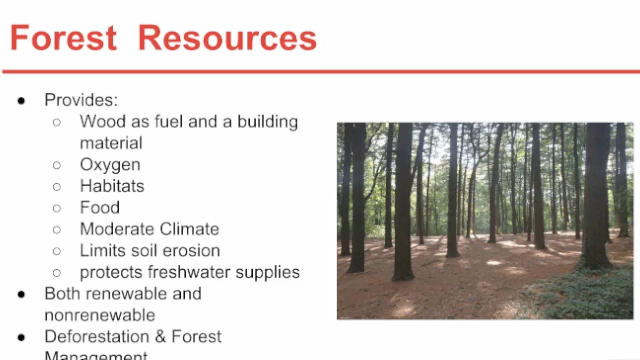 Forest Resources
● Provides:
○ Wood as fuel and a building
material
○ Oxygen
○ Habitats
○ Food
○ Moderate Climate
○ Limits soil erosion
○ protects freshwater supplies
● Both renewable and
nonrenewable
● Deforestation & Forest
Management